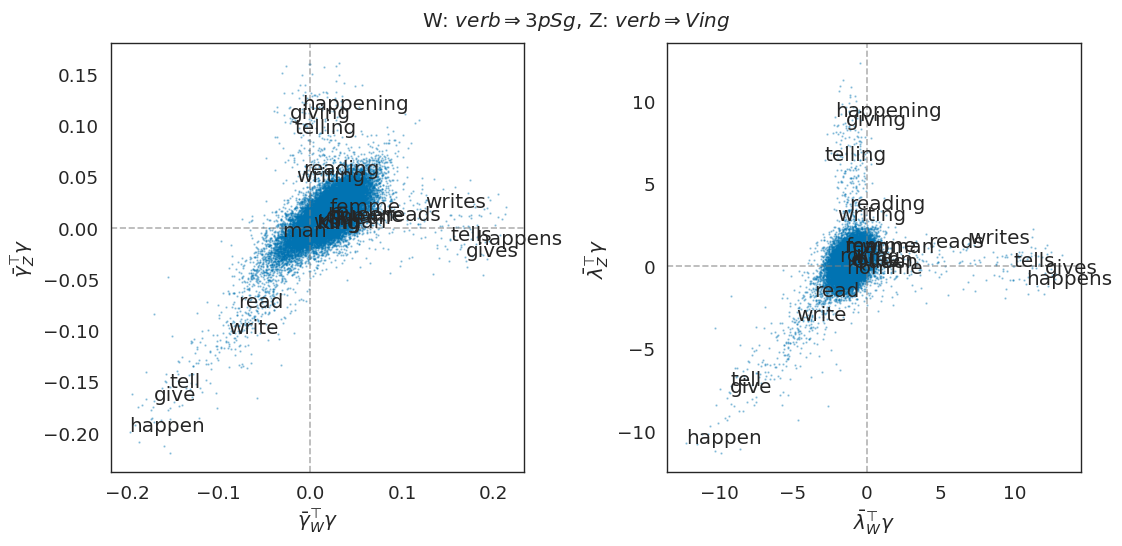 W: verb ⇒ 3pSg, Z: verb ⇒ Ving
0.15
0.10
0.05
0.00
−0.05
−0.10
−0.15
−0.20
−0.2
−0.1
0.0
0.1
0.2
γ̄_Z^⊤ γ
γ̄_W^⊤ γ
happening
giving
telling
reading
writing
femme
writes
reads
man
tells
happens
gives
read
write
tell
give
happen
10
5
0
−5
−10
−10
−5
0
5
10
λ̄_Z^⊤ γ
λ̄_W^⊤ γ
happening
giving
telling
reading
writing
writes
reads
femme
woman
homme
tells
gives
happens
read
write
tell
give
happen